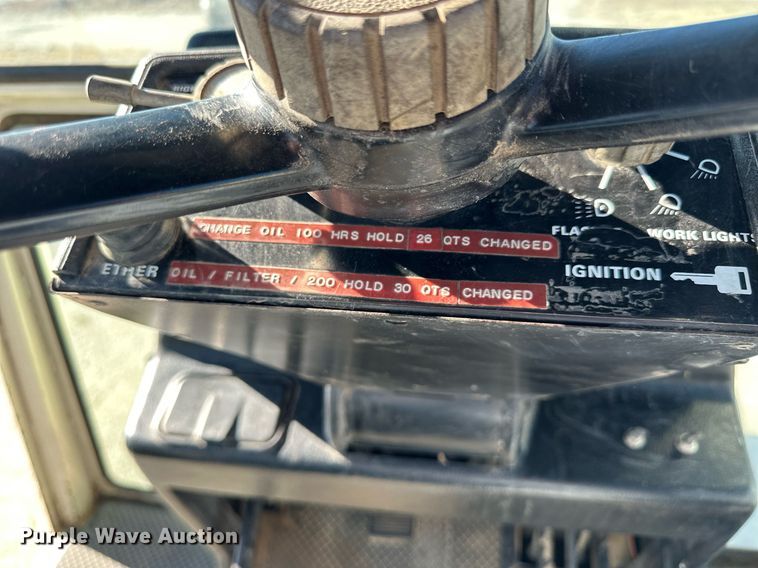 CHANGE OIL 100 HRS HOLD 26 QTS CHANGED
WORK LIGHTS
ETHER
OIL / FILTER / 200 HOLD 30 QTS CHANGED
IGNITION
Purple Wave Auction